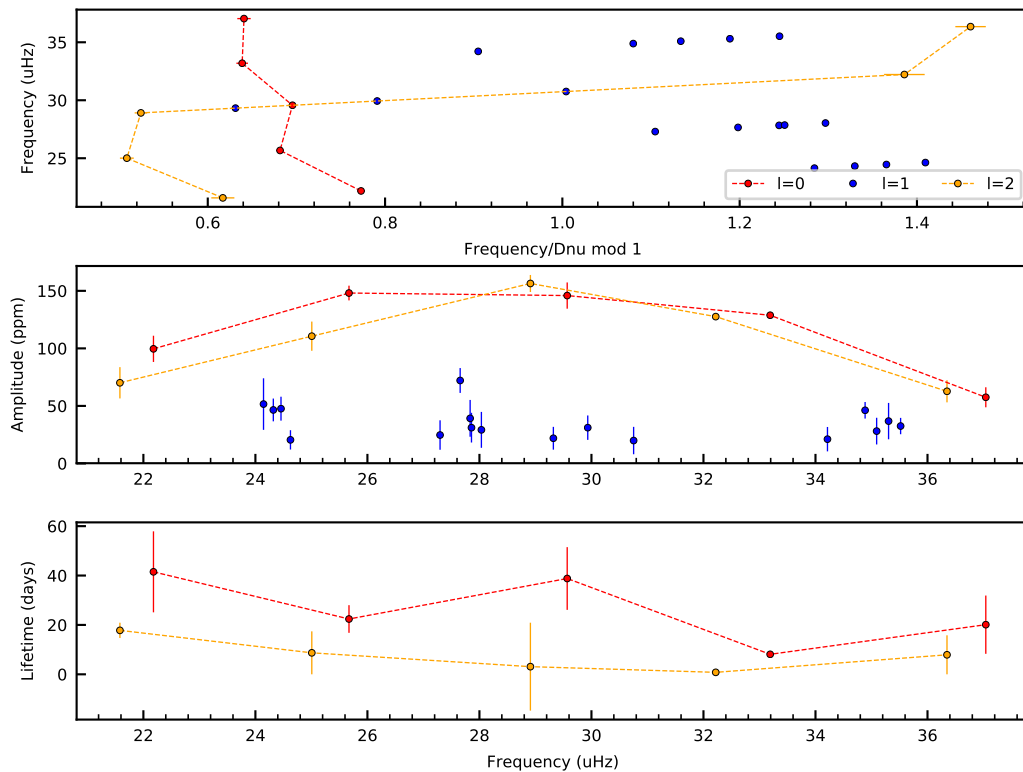 Frequency (uHz)
35
30
25
l=0 l=1 l=2
0.6 0.8 1.0 1.2 1.4
Frequency/Dnu mod 1
Amplitude (ppm)
150
100
50
0
22 24 26 28 30 32 34 36
Lifetime (days)
60
40
20
0
22 24 26 28 30 32 34 36
Frequency (uHz)